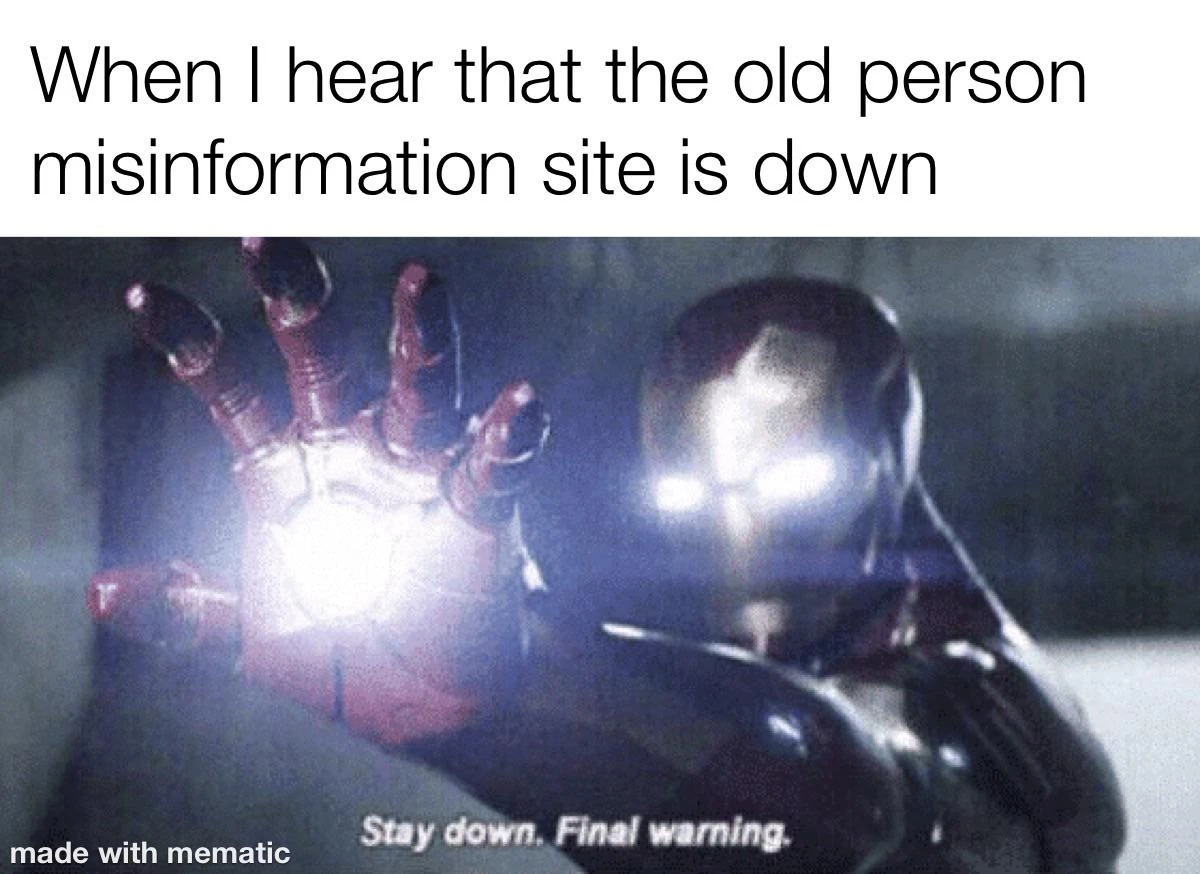 When I hear that the old person
misinformation site is down
Stay down. Final warning.
made with mematic